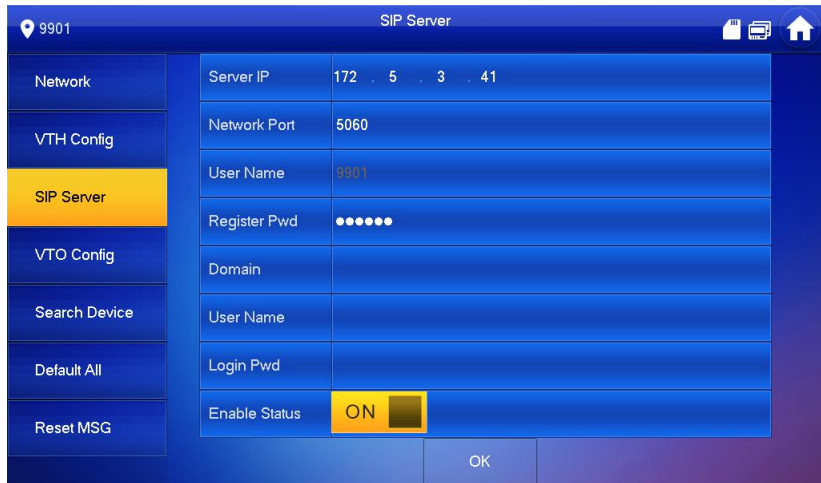 9901
SIP Server
Network
VTH Config
SIP Server
VTO Config
Search Device
Default All
Reset MSG
Server IP 172 . 5 . 3 . 41
Network Port 5060
User Name 9901
Register Pwd ●●●●●●
Domain
User Name
Login Pwd
Enable Status ON
OK